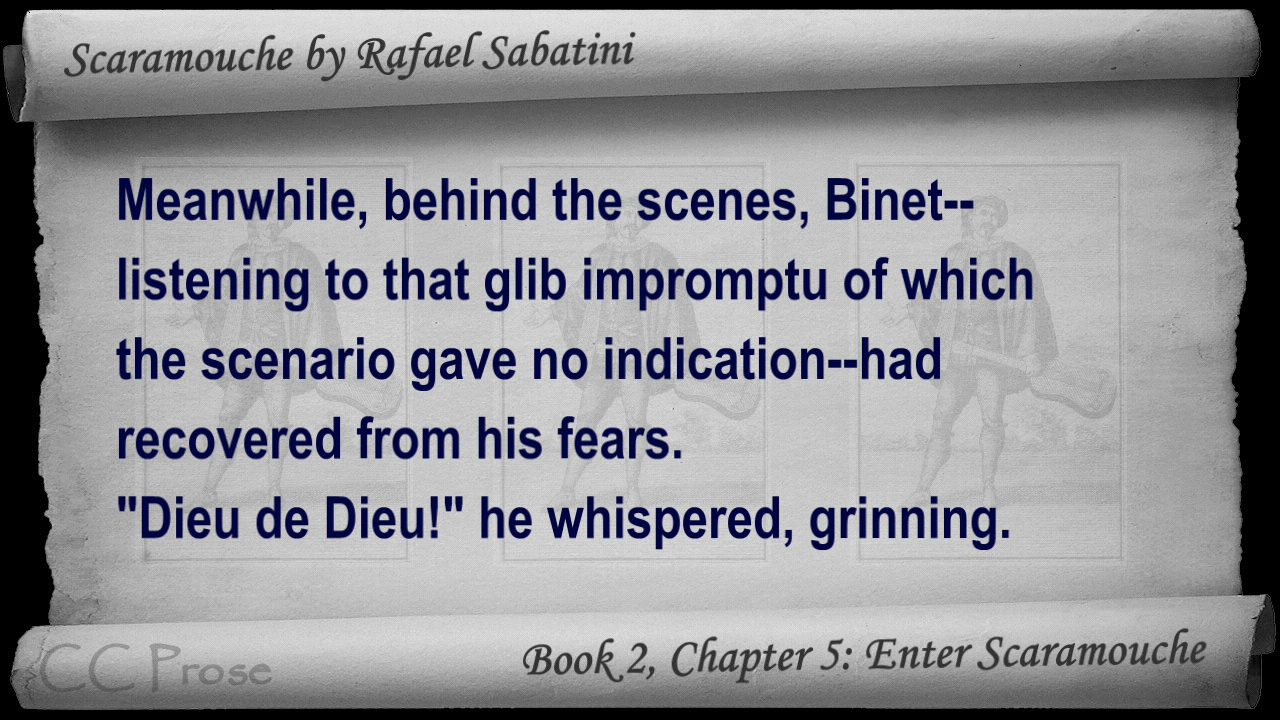 Scaramouche by Rafael Sabatini
Meanwhile, behind the scenes, Binet--
listening to that glib impromptu of which
the scenario gave no indication--had
recovered from his fears.
"Dieu de Dieu!" he whispered, grinning.
CC Prose
Book 2, Chapter 5: Enter Scaramouche